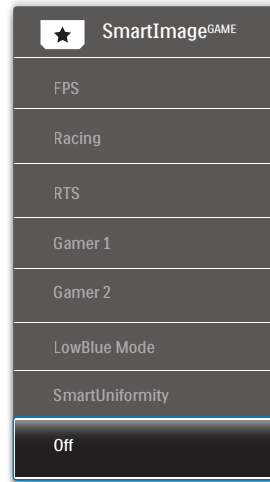 SmartImageGAME
FPS
Racing
RTS
Gamer 1
Gamer 2
LowBlue Mode
SmartUniformity
Off